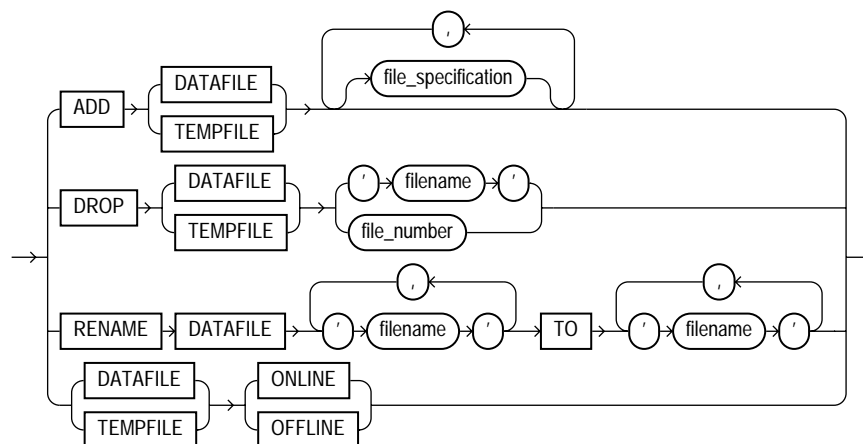 ,
DATAFILE
file_specification
ADD
TEMPFILE
DATAFILE
' filename '
DROP
TEMPFILE
file_number
, ,
RENAME DATAFILE ' filename ' TO ' filename '
DATAFILE ONLINE
TEMPFILE OFFLINE